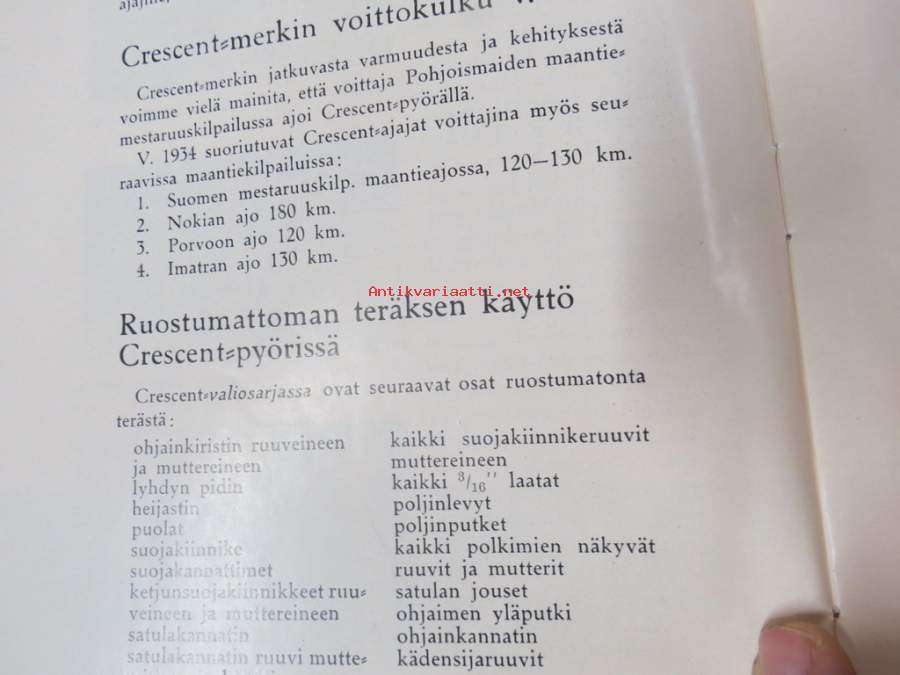 Crescent⸗merkin voittokulku
Crescent⸗merkin jatkuvasta varmuudesta ja kehityksestä
voimme vielä mainita, että voittaja Pohjoismaiden maantie⸗
mestaruuskilpailussa ajoi Crescent⸗pyörällä.
V. 1934 suoriutuvat Crescent⸗ajajat voittajina myös seu⸗
raavissa maantiekilpailuissa:
1. Suomen mestaruuskilp. maantieajossa, 120—130 km.
2. Nokian ajo 180 km.
3. Porvoon ajo 120 km.
4. Imatran ajo 130 km.
Antikvariaatti.net
Ruostumattoman teräksen käyttö
Crescent⸗pyörissä
Crescent⸗valiosarjassa ovat seuraavat osat ruostumatonta
terästä:
ohjainkiristin ruuveineen
ja muttereineen
lyhdyn pidin
heijastin
puolat
suojakiinnike
suojakannattimet
ketjunsuojakiinnikkeet ruu⸗
veineen ja muttereineen
satulakannatin
satulakannatin ruuvi mutte⸗
kaikki suojakiinnikeruuvit
muttereineen
kaikki 3/16'' laatat
poljinlevyt
poljinputket
kaikki polkimien näkyvät
ruuvit ja mutterit
satulan jouset
ohjaimen yläputki
ohjainkannatin
kädensijaruuvit